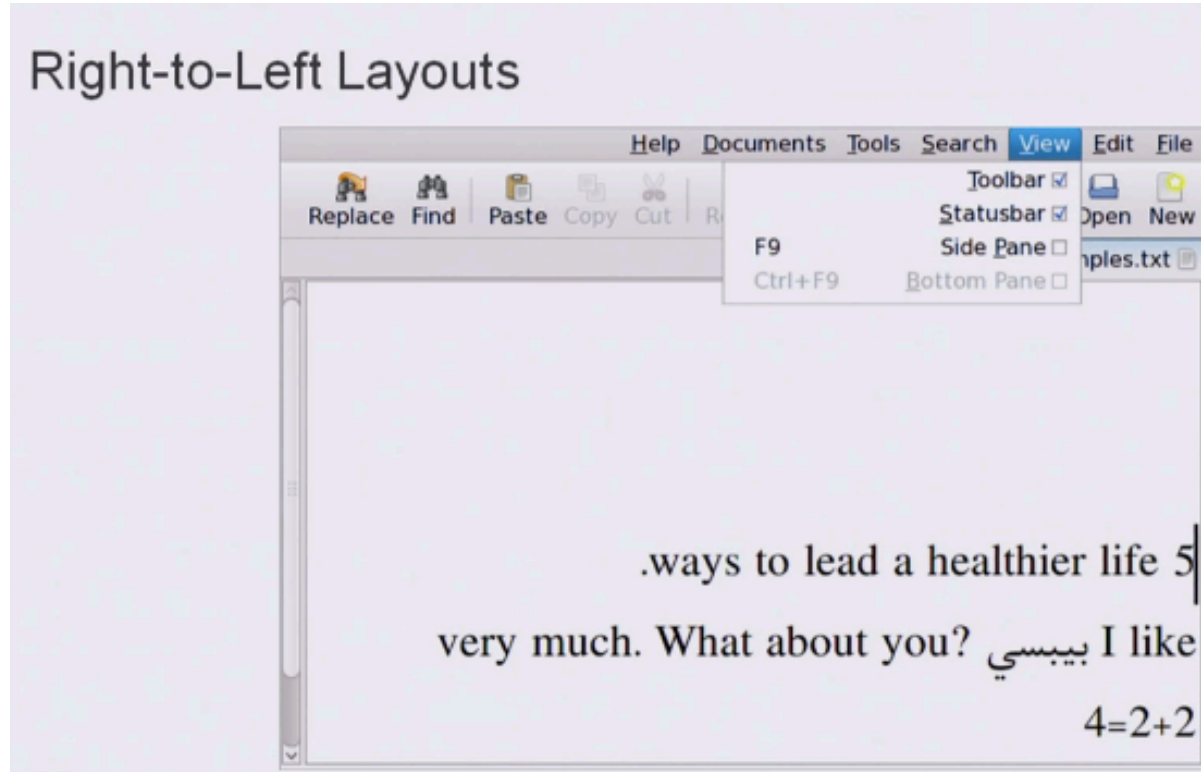 Right-to-Left Layouts
Help Documents Tools Search View Edit File
Replace Find Paste Copy Cut Open New
Toolbar
Statusbar
F9 Side Pane
Ctrl+F9 Bottom Pane
.ways to lead a healthier life 5
very much. What about you? بيبسي I like
4=2+2